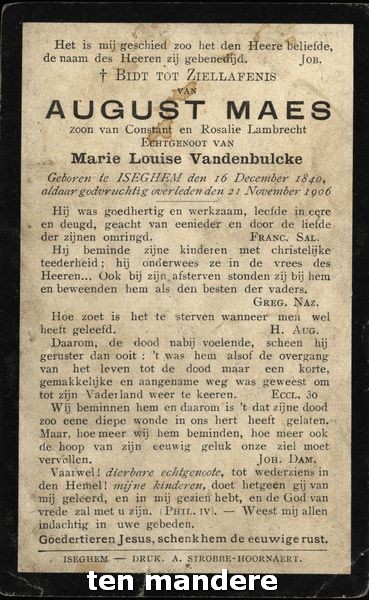 Het is mij geschied zoo het den Heere beliefde,
de naam des Heeren zij gebenedijd. JOB.
† BIDT TOT ZIELLAFENIS
VAN
AUGUST MAES
zoon van Constant en Rosalie Lambrecht
ECHTGENOOT VAN
Marie Louise Vandenbulcke
Geboren te ISEGHEM den 16 December 1840,
aldaar godvruchtig overleden den 21 November 1906
Hij was goedhertig en werkzaam, leefde in eere
en deugd, geacht van eenieder en door de liefde
der zijnen omringd. FRANC. SAL.
Hij beminde zijne kinderen met christelijke
teederheid ; hij onderwees ze in de vrees des
Heeren... Ook bij zijn afsterven stonden zij bij hem
en beweenden hem als den besten der vaders.
GREG. NAZ.
Hoe zoet is het te sterven wanneer men wel
heeft geleefd. H. AUG.
Daarom, de dood nabij voelende, scheen hij
geruster dan ooit : 't was hem alsof de overgang
van het leven tot de dood maar een korte,
gemakkelijke en aangename weg was geweest om
tot zijn Vaderland weer te keeren. ECCL. 30
Wij beminnen hem en daarom is 't dat zijne dood
zoo eene diepe wonde in ons hert heeft gelaten.
Maar, hoe meer wij hem beminden, hoe meer ook
de hoop van zijn eeuwig geluk onze ziel moet
vervollen. JOH. DAM.
Vaarwel! dierbare echtgenoote, tot wederziens in
den Hemel! mijne kinderen, doet hetgeen gij van
mij geleerd, en in mij gezien hebt, en de God van
vrede zal met u zijn. (PHIL. IV). — Weest mij allen
indachtig in uwe gebeden.
Goedertieren Jesus, schenk hem de eeuwige rust.
ISEGHEM — DRUK. A. STROBBE-HOORNAERT.
ten mandere